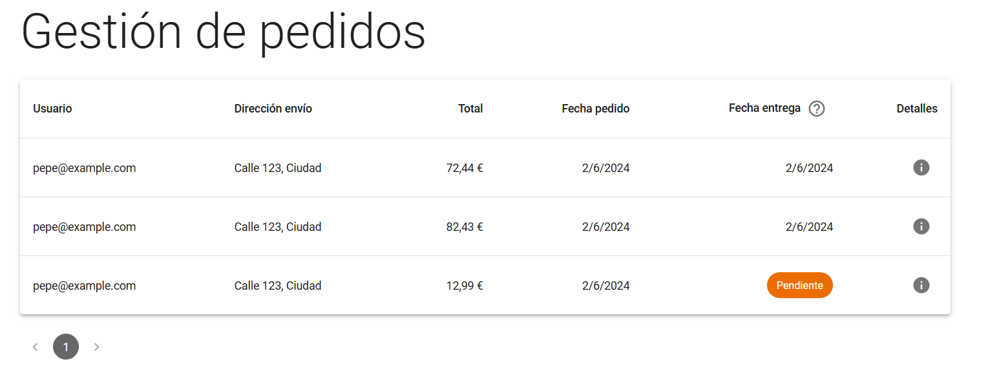 Gestión de pedidos
Usuario Dirección envío Total Fecha pedido Fecha entrega Detalles
pepe@example.com Calle 123, Ciudad 72,44 € 2/6/2024 2/6/2024
pepe@example.com Calle 123, Ciudad 82,43 € 2/6/2024 2/6/2024
pepe@example.com Calle 123, Ciudad 12,99 € 2/6/2024 Pendiente
1